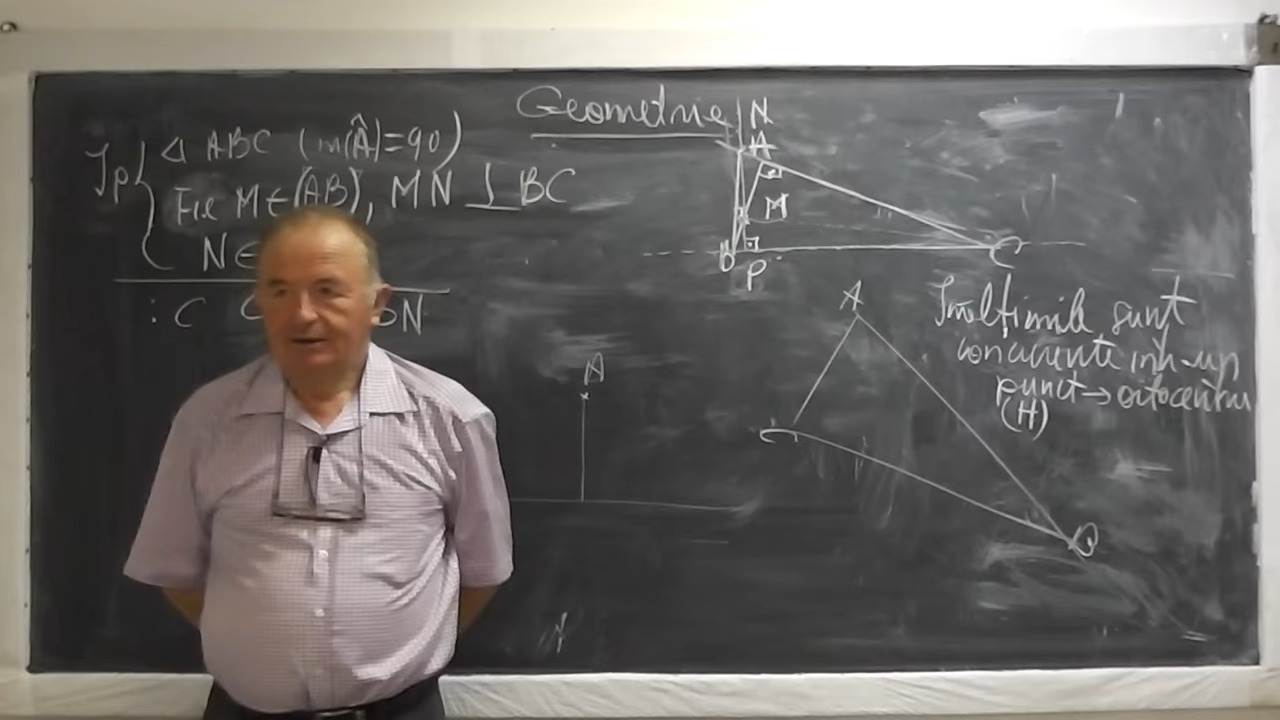 Geometrie
Ip { △ ABC (m(Â)=90)
Fie M∈(AB), MN ⊥ BC
N∈
: C
N
N
A
M
B
P
C
A
Înălțimile sunt
concurente într-un
punct → ortocentru
(H)
C
B
A